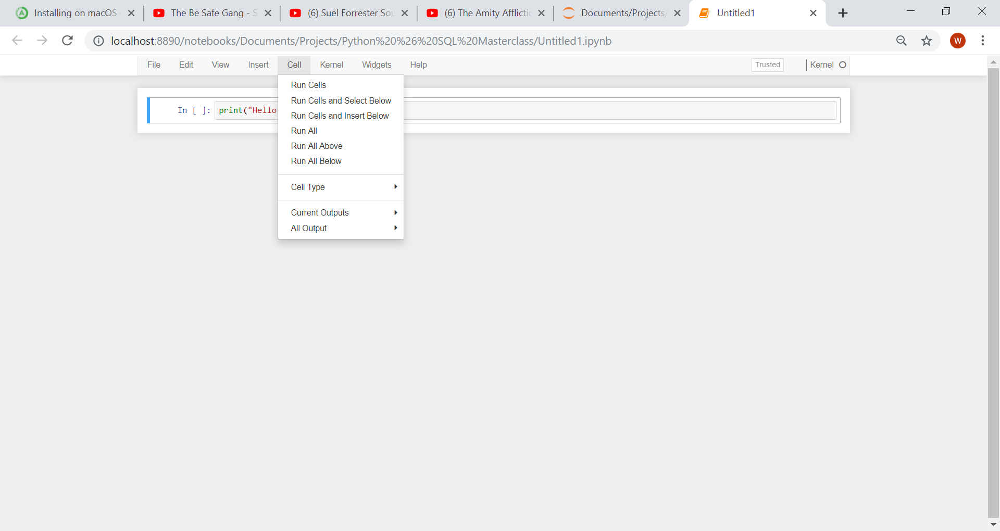 Installing on macOS
The Be Safe Gang - S
(6) Suel Forrester Sou
(6) The Amity Afflictio
Documents/Projects/
Untitled1
localhost:8890/notebooks/Documents/Projects/Python%20%26%20SQL%20Masterclass/Untitled1.ipynb
W
File Edit View Insert Cell Kernel Widgets Help Trusted Kernel
In [ ]: print("Hello
Run Cells
Run Cells and Select Below
Run Cells and Insert Below
Run All
Run All Above
Run All Below
Cell Type
Current Outputs
All Output